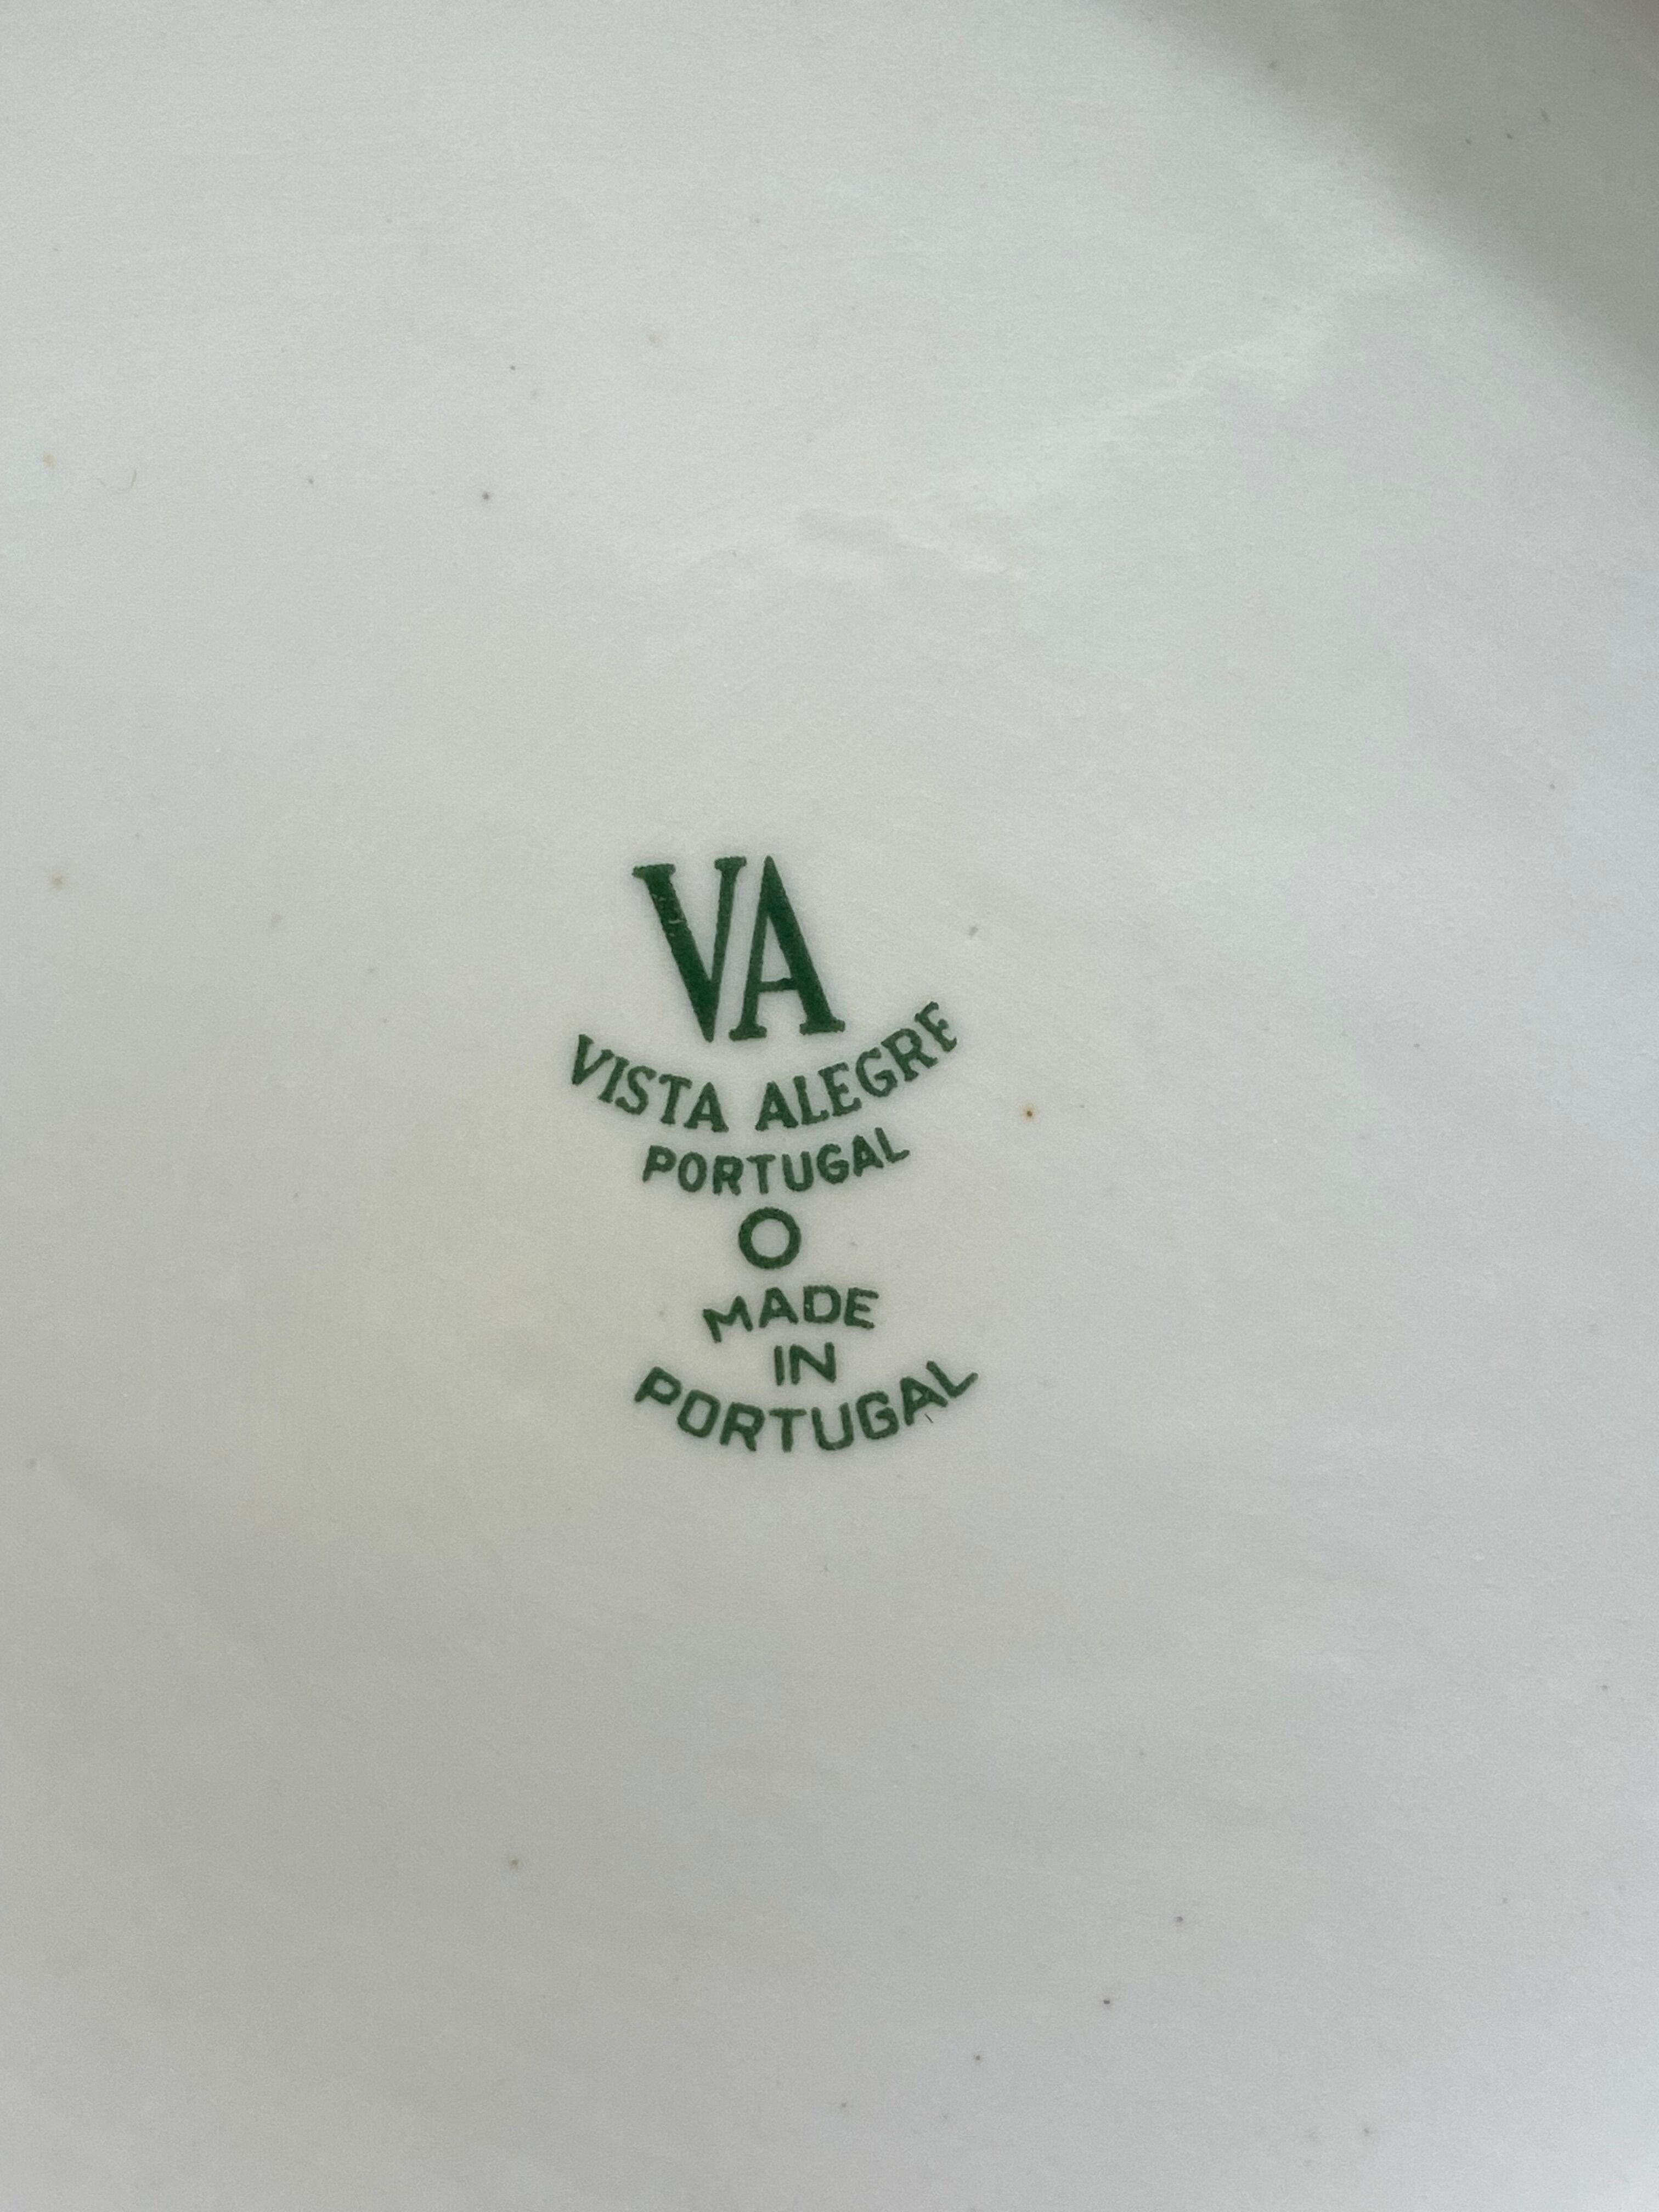 VA
VISTA ALEGRE
PORTUGAL
O
MADE
IN
PORTUGAL